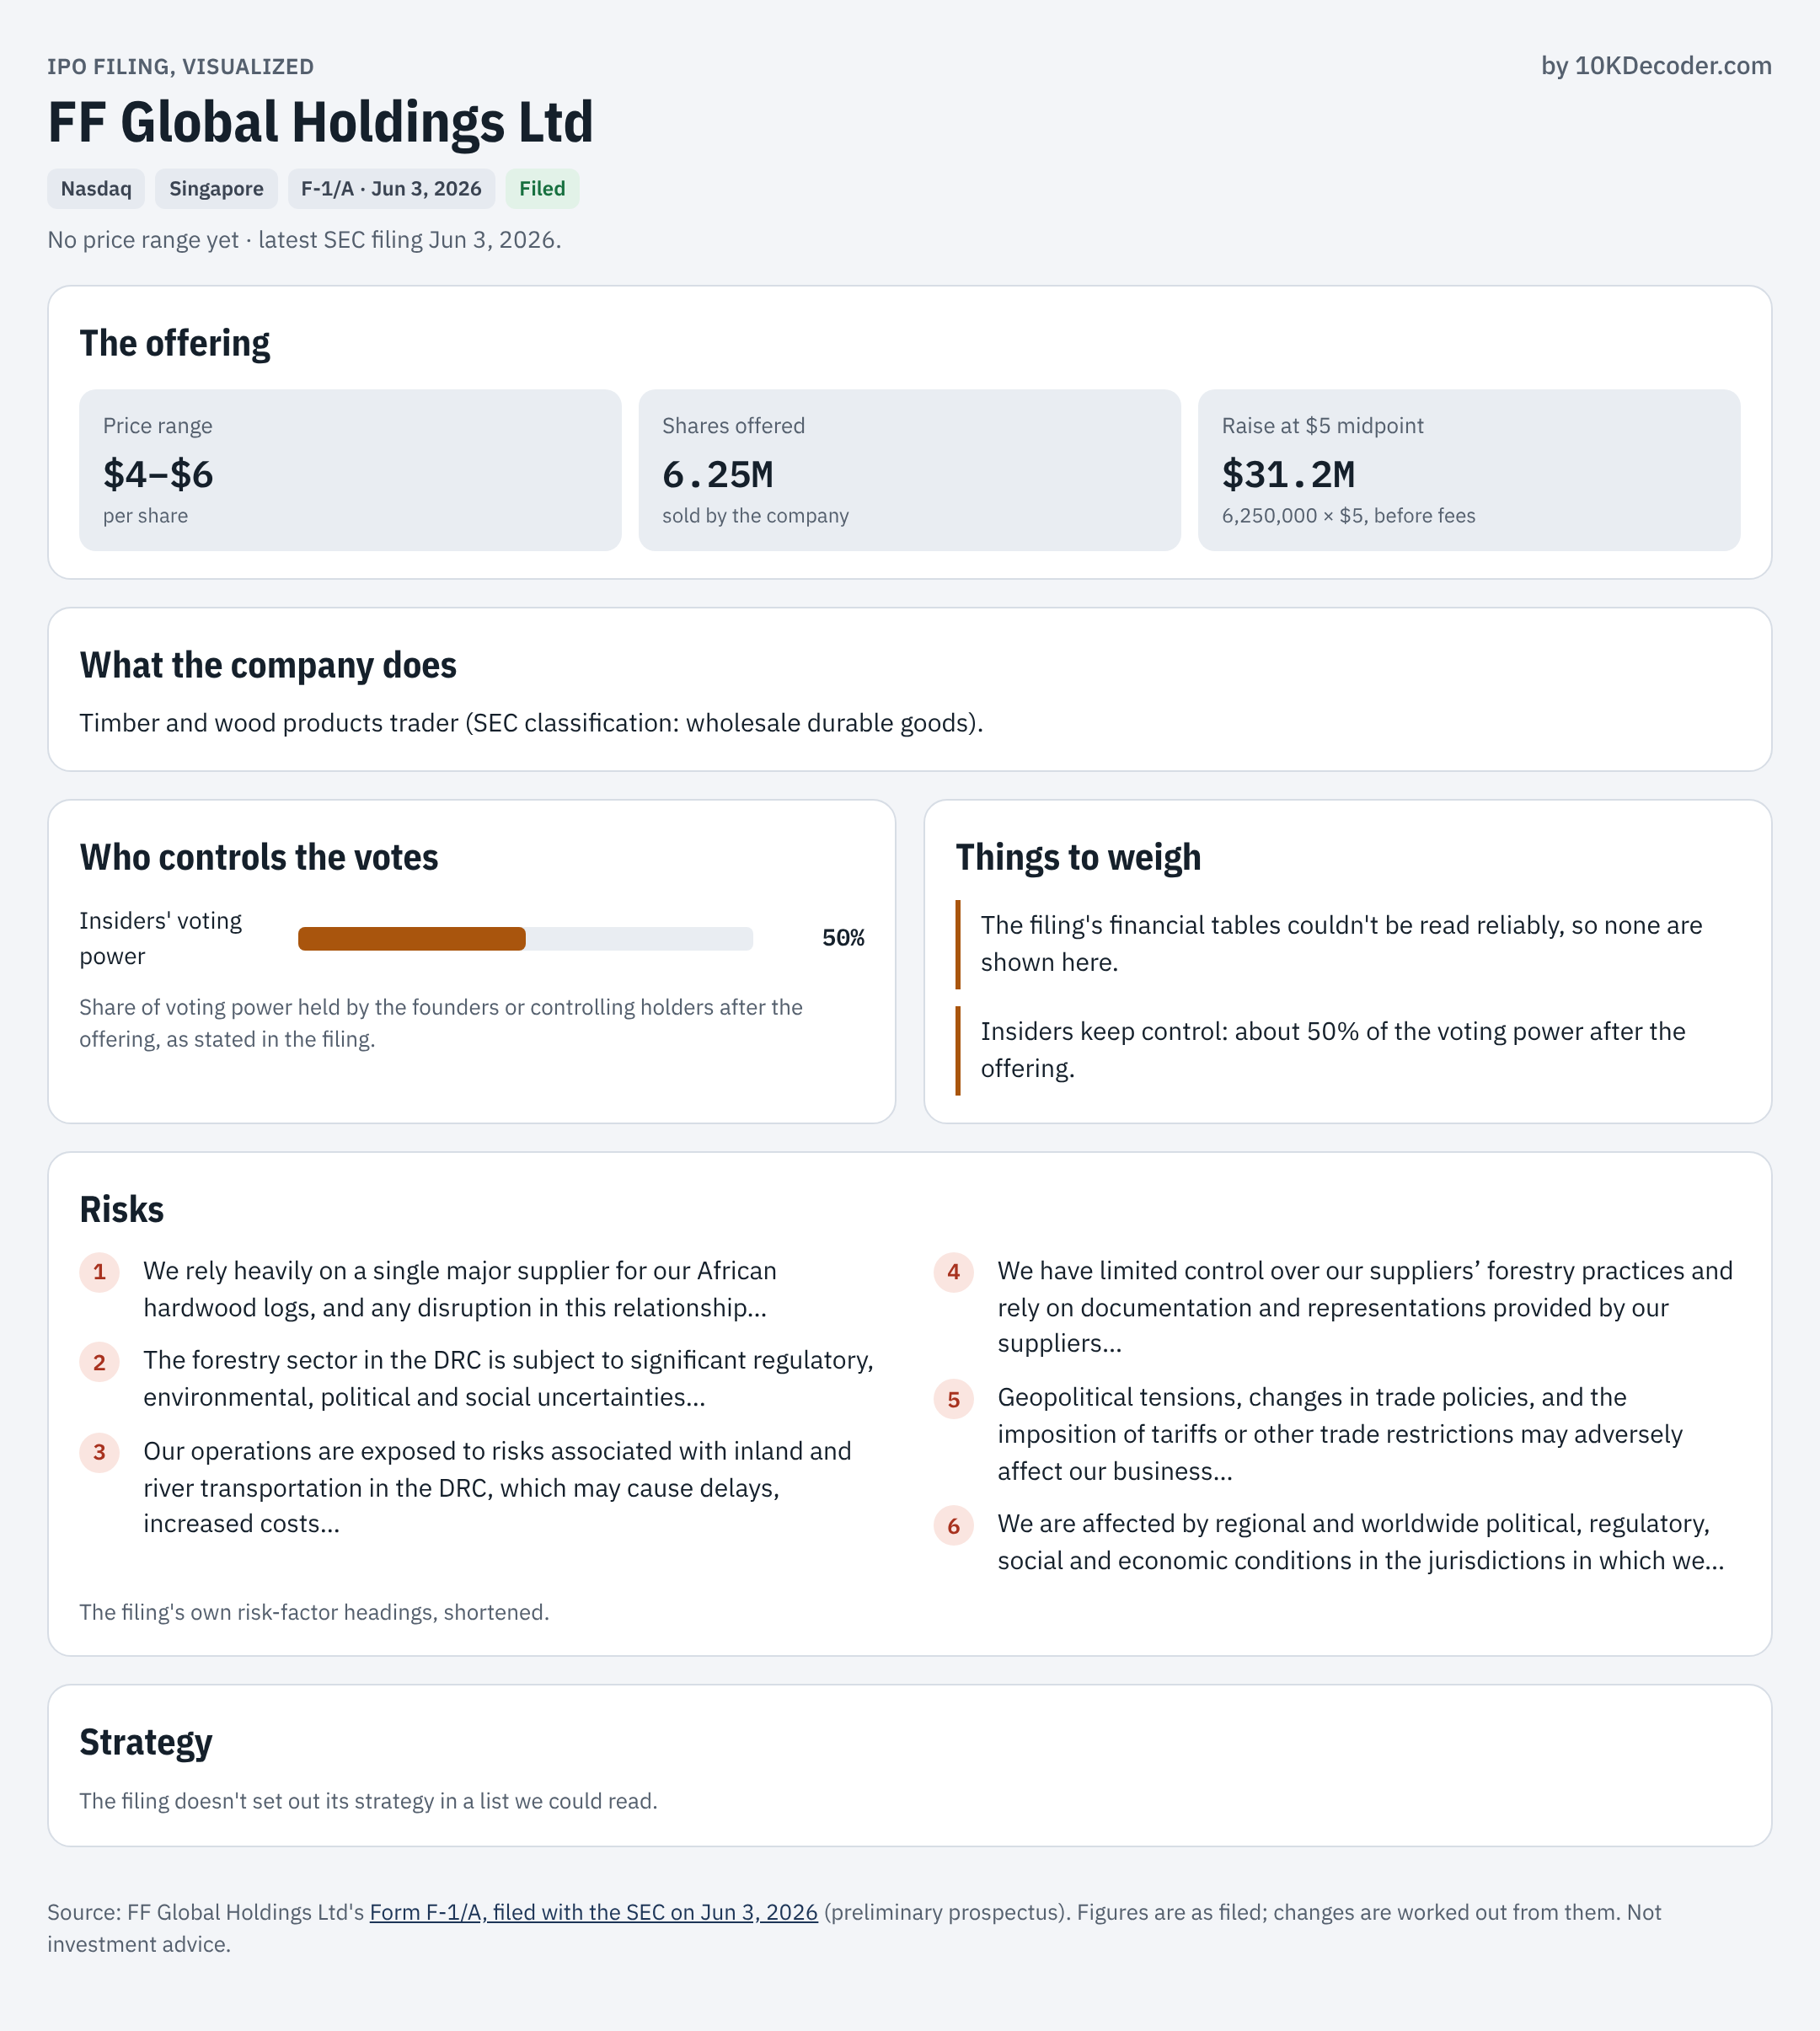 IPO FILING, VISUALIZED
by 10KDecoder.com
FF Global Holdings Ltd
Nasdaq
Singapore
F-1/A · Jun 3, 2026
Filed
No price range yet · latest SEC filing Jun 3, 2026.
The offering
Price range
$4–$6
per share
Shares offered
6.25M
sold by the company
Raise at $5 midpoint
$31.2M
6,250,000 × $5, before fees
What the company does
Timber and wood products trader (SEC classification: wholesale durable goods).
Who controls the votes
Insiders' voting
power
50%
Share of voting power held by the founders or controlling holders after the
offering, as stated in the filing.
Things to weigh
The filing's financial tables couldn't be read reliably, so none are
shown here.
Insiders keep control: about 50% of the voting power after the
offering.
Risks
1
We rely heavily on a single major supplier for our African
hardwood logs, and any disruption in this relationship…
2
The forestry sector in the DRC is subject to significant regulatory,
environmental, political and social uncertainties…
3
Our operations are exposed to risks associated with inland and
river transportation in the DRC, which may cause delays,
increased costs…
4
We have limited control over our suppliers’ forestry practices and
rely on documentation and representations provided by our
suppliers…
5
Geopolitical tensions, changes in trade policies, and the
imposition of tariffs or other trade restrictions may adversely
affect our business…
6
We are affected by regional and worldwide political, regulatory,
social and economic conditions in the jurisdictions in which we…
The filing's own risk-factor headings, shortened.
Strategy
The filing doesn't set out its strategy in a list we could read.
Source: FF Global Holdings Ltd's Form F-1/A, filed with the SEC on Jun 3, 2026 (preliminary prospectus). Figures are as filed; changes are worked out from them. Not
investment advice.